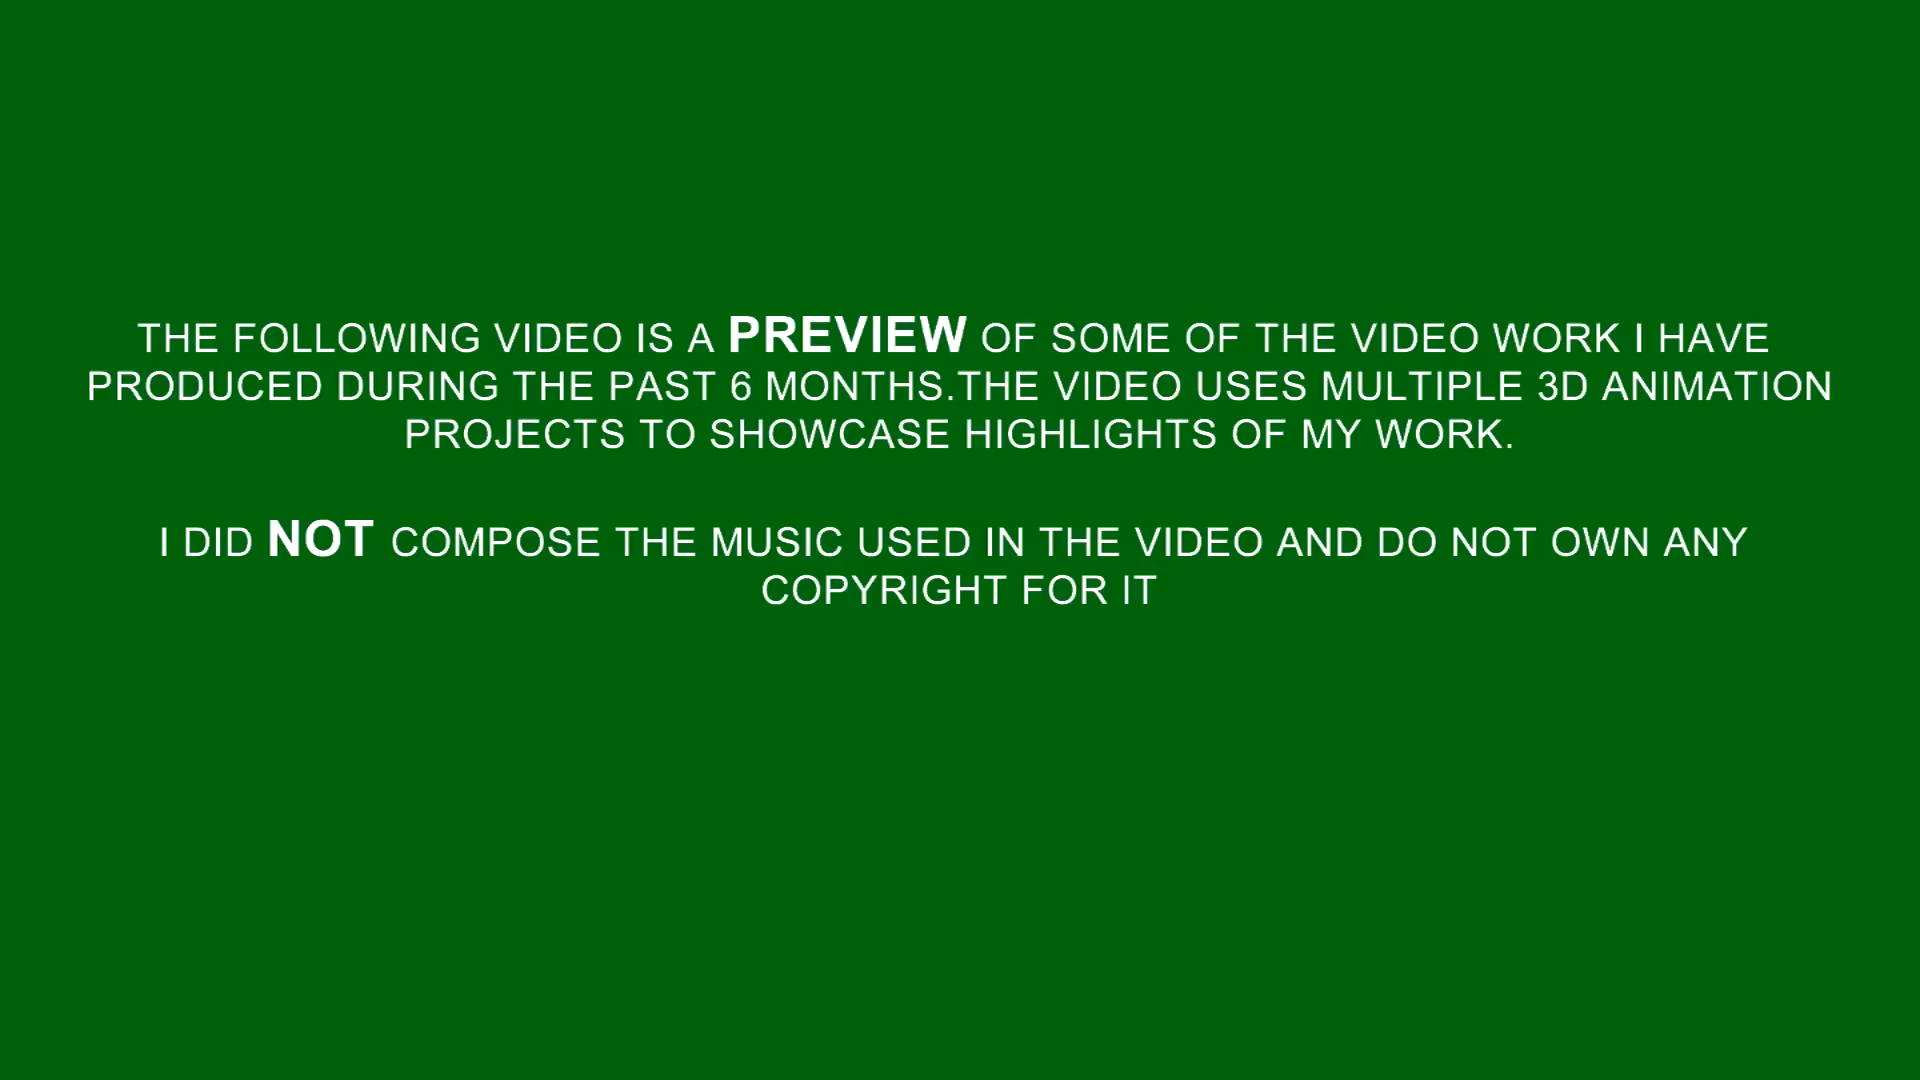 THE FOLLOWING VIDEO IS A PREVIEW OF SOME OF THE VIDEO WORK I HAVE
PRODUCED DURING THE PAST 6 MONTHS.THE VIDEO USES MULTIPLE 3D ANIMATION
PROJECTS TO SHOWCASE HIGHLIGHTS OF MY WORK.
I DID NOT COMPOSE THE MUSIC USED IN THE VIDEO AND DO NOT OWN ANY
COPYRIGHT FOR IT